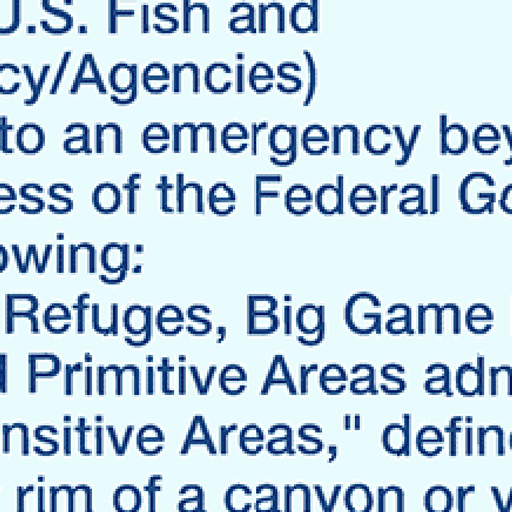 U.S. Fish and
cy/Agencies)
to an emergency bey
ess of the Federal Go
owing:
Refuges, Big Game
d Primitive Areas adm
nsitive Areas," define
rim of a canyon or v